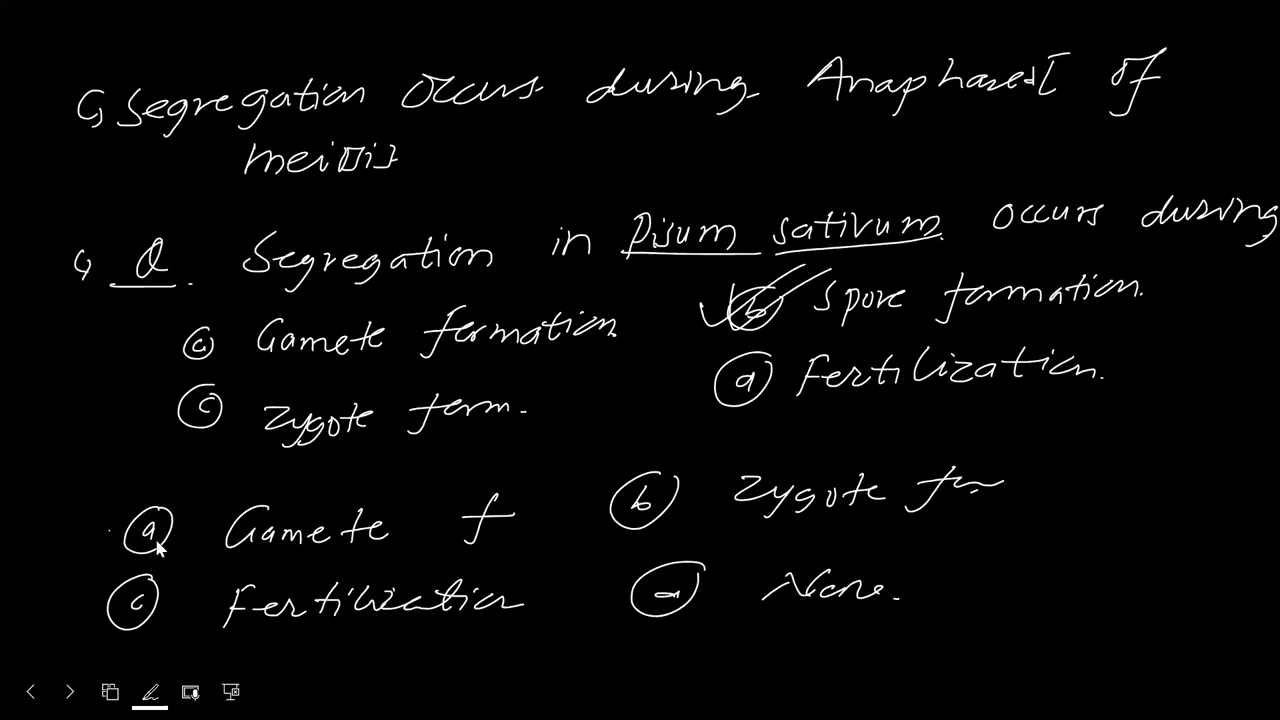 ↳ Segregation occurs during Anaphase-I of
meiosis
↳ Q. Segregation in Pisum sativum occurs during
(a) Gamete formation. (b) Spore formation.
(c) Zygote form. (d) Fertilization.
(a) Gamete f (b) Zygote for
(c) Fertilization (d) None.